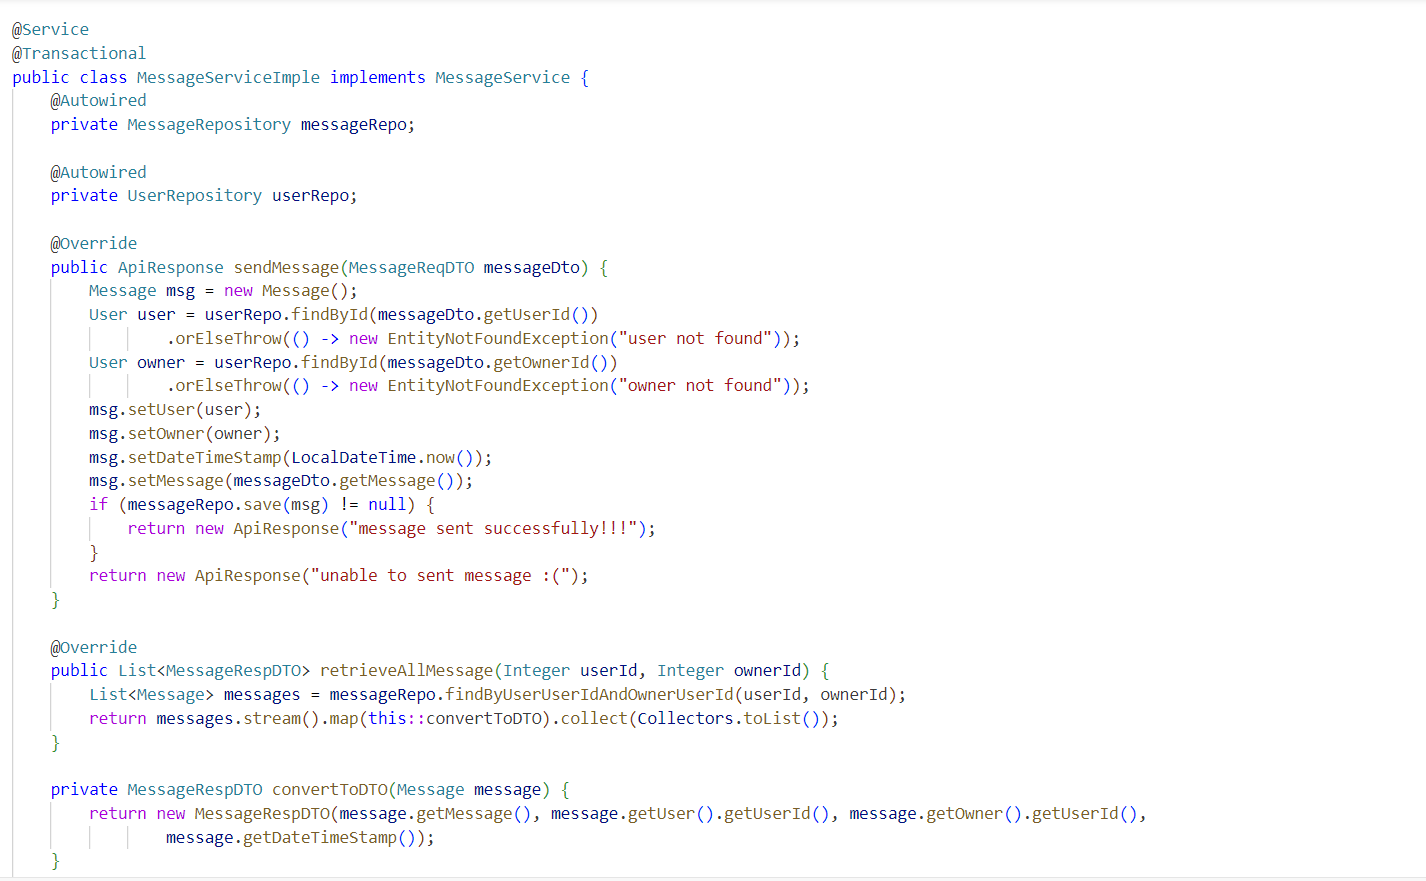 @Service
@Transactional
public class MessageServiceImple implements MessageService {
@Autowired
private MessageRepository messageRepo;
@Autowired
private UserRepository userRepo;
@Override
public ApiResponse sendMessage(MessageReqDTO messageDto) {
Message msg = new Message();
User user = userRepo.findById(messageDto.getUserId())
.orElseThrow(() -> new EntityNotFoundException("user not found"));
User owner = userRepo.findById(messageDto.getOwnerId())
.orElseThrow(() -> new EntityNotFoundException("owner not found"));
msg.setUser(user);
msg.setOwner(owner);
msg.setDateTimeStamp(LocalDateTime.now());
msg.setMessage(messageDto.getMessage());
if (messageRepo.save(msg) != null) {
return new ApiResponse("message sent successfully!!!");
}
return new ApiResponse("unable to sent message :(");
}
@Override
public List<MessageRespDTO> retrieveAllMessage(Integer userId, Integer ownerId) {
List<Message> messages = messageRepo.findByUserUserIdAndOwnerUserId(userId, ownerId);
return messages.stream().map(this::convertToDTO).collect(Collectors.toList());
}
private MessageRespDTO convertToDTO(Message message) {
return new MessageRespDTO(message.getMessage(), message.getUser().getUserId(), message.getOwner().getUserId(),
message.getDateTimeStamp());
}